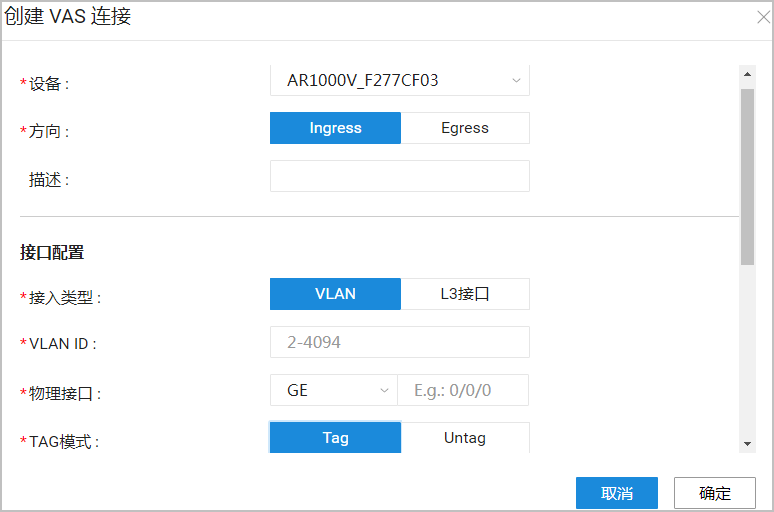 创建 VAS 连接
*设备 : AR1000V_F277CF03
*方向 : Ingress Egress
描述 :
接口配置
*接入类型 : VLAN L3接口
*VLAN ID : 2-4094
*物理接口 : GE E.g.: 0/0/0
*TAG模式 : Tag Untag
取消 确定